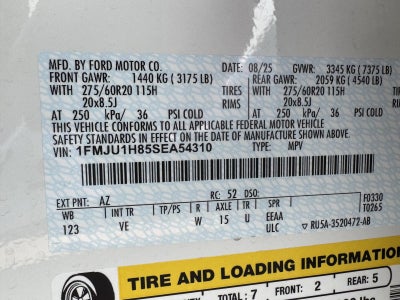 MFD. BY FORD MOTOR CO.
DATE: 08/25 GVWR: 3345 KG (7375 LB)
FRONT GAWR: 1440 KG (3175 LB) REAR GAWR: 2059 KG (4540 LB)
WITH 275/60R20 115H TIRES WITH 275/60R20 115H
20x8.5J RIMS 20x8.5J
AT 250 kPa/ 36 PSI COLD AT 250 kPa/ 36 PSI COLD
THIS VEHICLE CONFORMS TO ALL APPLICABLE FEDERAL MOTOR VEHICLE
SAFETY STANDARDS IN EFFECT ON THE DATE OF MANUFACTURE SHOWN ABOVE.
VIN: 1FMJU1H85SEA54310 TYPE: MPV
EXT PNT: AZ RC: 52 DSO: F0330
WB INT TR TP/PS R AXLE TR SPR T0265
123 VE W 15 U EEAA
ULC ▽ RU5A-3520472-AB
TIRE AND LOADING INFORMATION
TOTAL: 7 FRONT: 2 REAR: 5